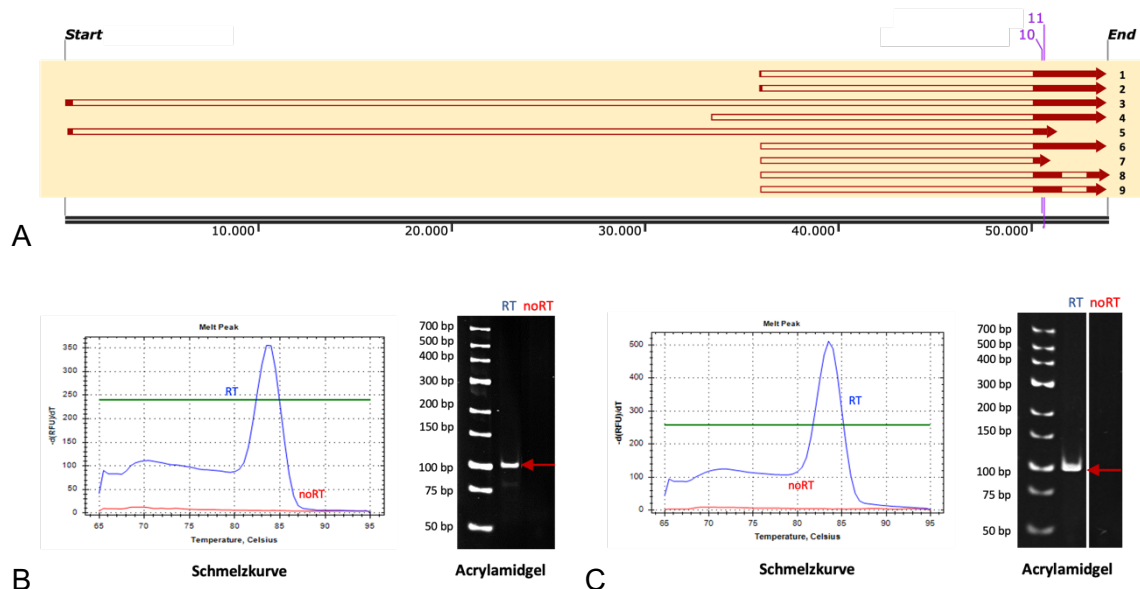 Start
11
10
End
1
2
3
4
5
6
7
8
9
A
10.000
20.000
30.000
40.000
50.000
Melt Peak
350
300
250
200
150
100
50
0
-d(RFU)/dT
RT
noRT
65
70
75
80
85
90
95
Temperature, Celsius
Schmelzkurve
B
RT noRT
700 bp
500 bp
400 bp
300 bp
200 bp
150 bp
100 bp
75 bp
50 bp
Acrylamidgel
Melt Peak
500
400
300
200
100
0
-d(RFU)/dT
RT
noRT
65
70
75
80
85
90
95
Temperature, Celsius
Schmelzkurve
C
RT noRT
700 bp
500 bp
400 bp
300 bp
200 bp
150 bp
100 bp
75 bp
50 bp
Acrylamidgel